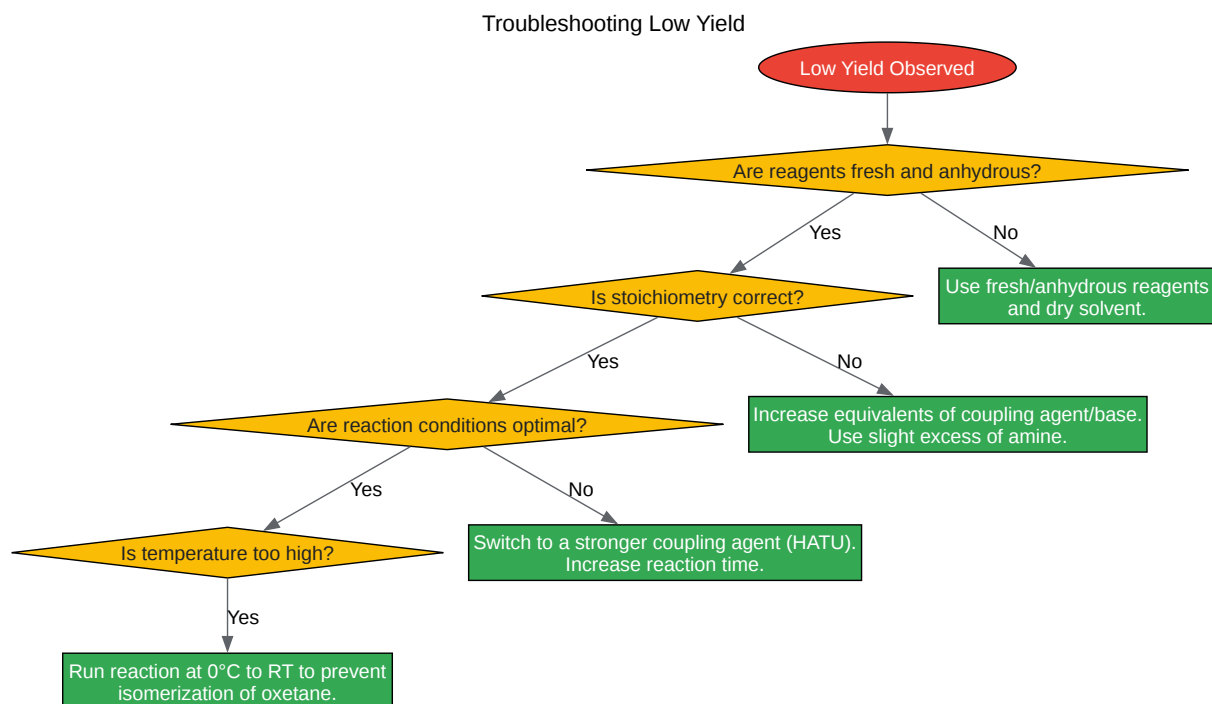 Troubleshooting Low Yield
Low Yield Observed
Are reagents fresh and anhydrous?
Yes
No
Use fresh/anhydrous reagents
and dry solvent.
Is stoichiometry correct?
Yes
No
Increase equivalents of coupling agent/base.
Use slight excess of amine.
Are reaction conditions optimal?
Yes
No
Switch to a stronger coupling agent (HATU).
Increase reaction time.
Is temperature too high?
Yes
Run reaction at 0°C to RT to prevent
isomerization of oxetane.